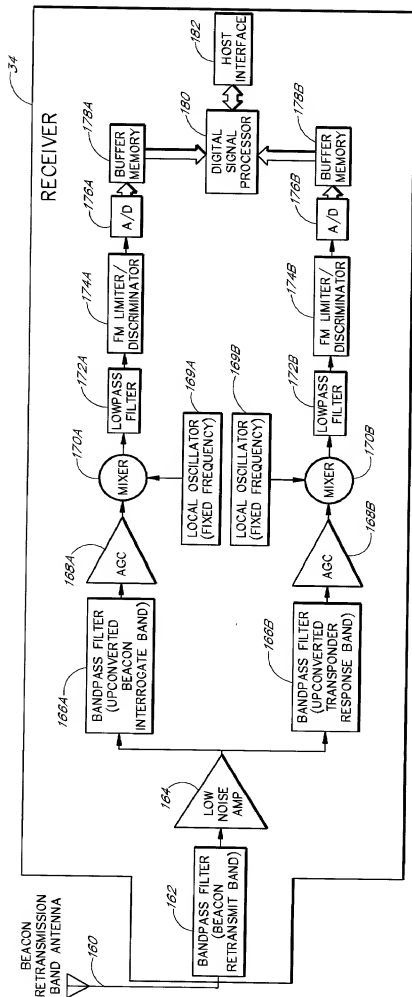 34
RECEIVER
BEACON
RETRANSMISSION
BAND ANTENNA
160
162
BANDPASS FILTER
(BEACON
RETRANSMIT BAND)
164
LOW
NOISE
AMP
166A
BANDPASS FILTER
(UPCONVERTED
BEACON
INTERROGATE BAND)
168A
AGC
170A
MIXER
172A
LOWPASS
FILTER
174A
FM LIMITER/
DISCRIMINATOR
176A
A/D
178A
BUFFER
MEMORY
169A
LOCAL OSCILLATOR
(FIXED FREQUENCY)
169B
LOCAL OSCILLATOR
(FIXED FREQUENCY)
180
DIGITAL
SIGNAL
PROCESSOR
182
HOST
INTERFACE
166B
BANDPASS FILTER
(UPCONVERTED
TRANSPONDER
RESPONSE BAND)
AGC
168B
MIXER
170B
172B
LOWPASS
FILTER
174B
FM LIMITER/
DISCRIMINATOR
176B
A/D
178B
BUFFER
MEMORY